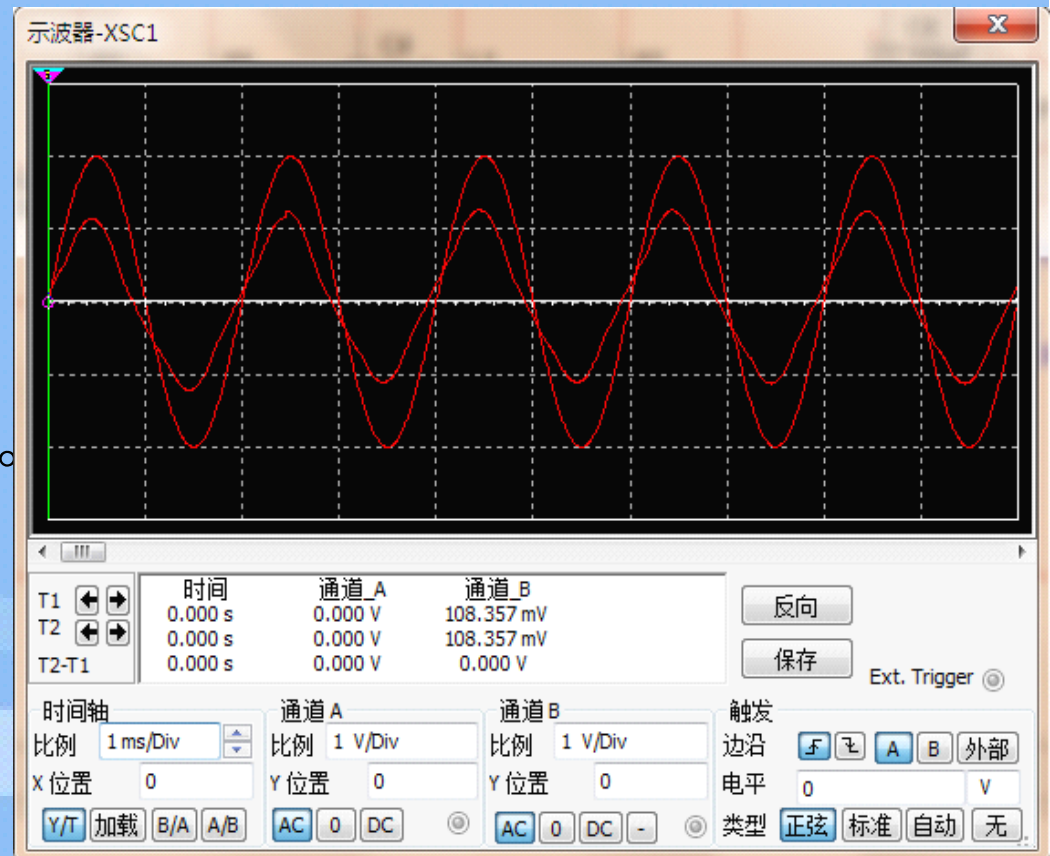 示波器-XSC1
时间 通道_A 通道_B
T1 0.000 s 0.000 V 108.357 mV
T2 0.000 s 0.000 V 108.357 mV
T2-T1 0.000 s 0.000 V 0.000 V
反向
保存
Ext. Trigger
时间轴 通道 A 通道 B 触发
比例 1 ms/Div 比例 1 V/Div 比例 1 V/Div 边沿 A B 外部
X 位置 0 Y 位置 0 Y 位置 0 电平 0 V
Y/T 加载 B/A A/B AC 0 DC AC 0 DC - 类型 正弦 标准 自动 无